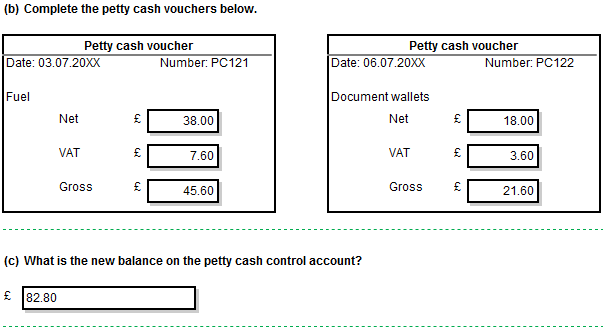 (b) Complete the petty cash vouchers below.
Petty cash voucher
Date: 03.07.20XX Number: PC121
Fuel
Net £ 38.00
VAT £ 7.60
Gross £ 45.60
Petty cash voucher
Date: 06.07.20XX Number: PC122
Document wallets
Net £ 18.00
VAT £ 3.60
Gross £ 21.60
(c) What is the new balance on the petty cash control account?
£ 82.80